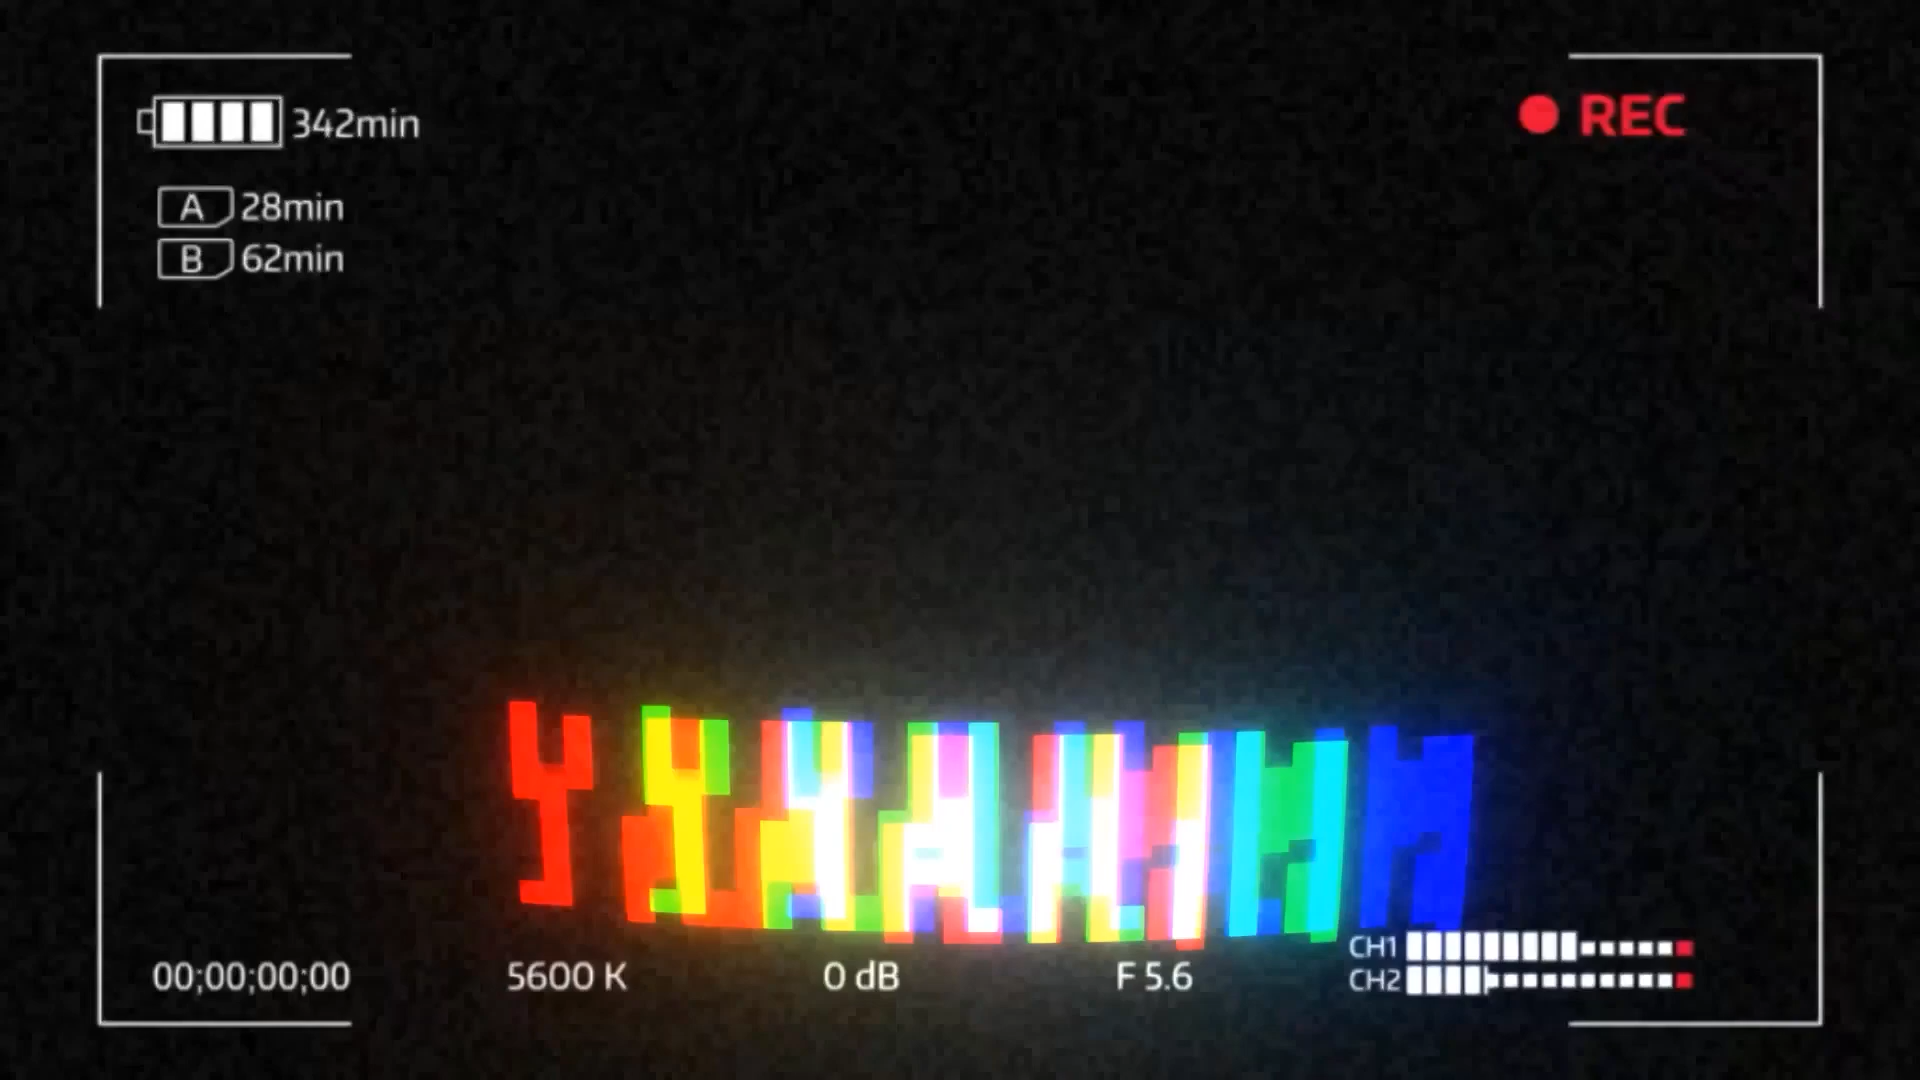 342min
REC
A 28min
B 62min
00;00;00;00
5600 K
0 dB
F 5.6
CH1
CH2